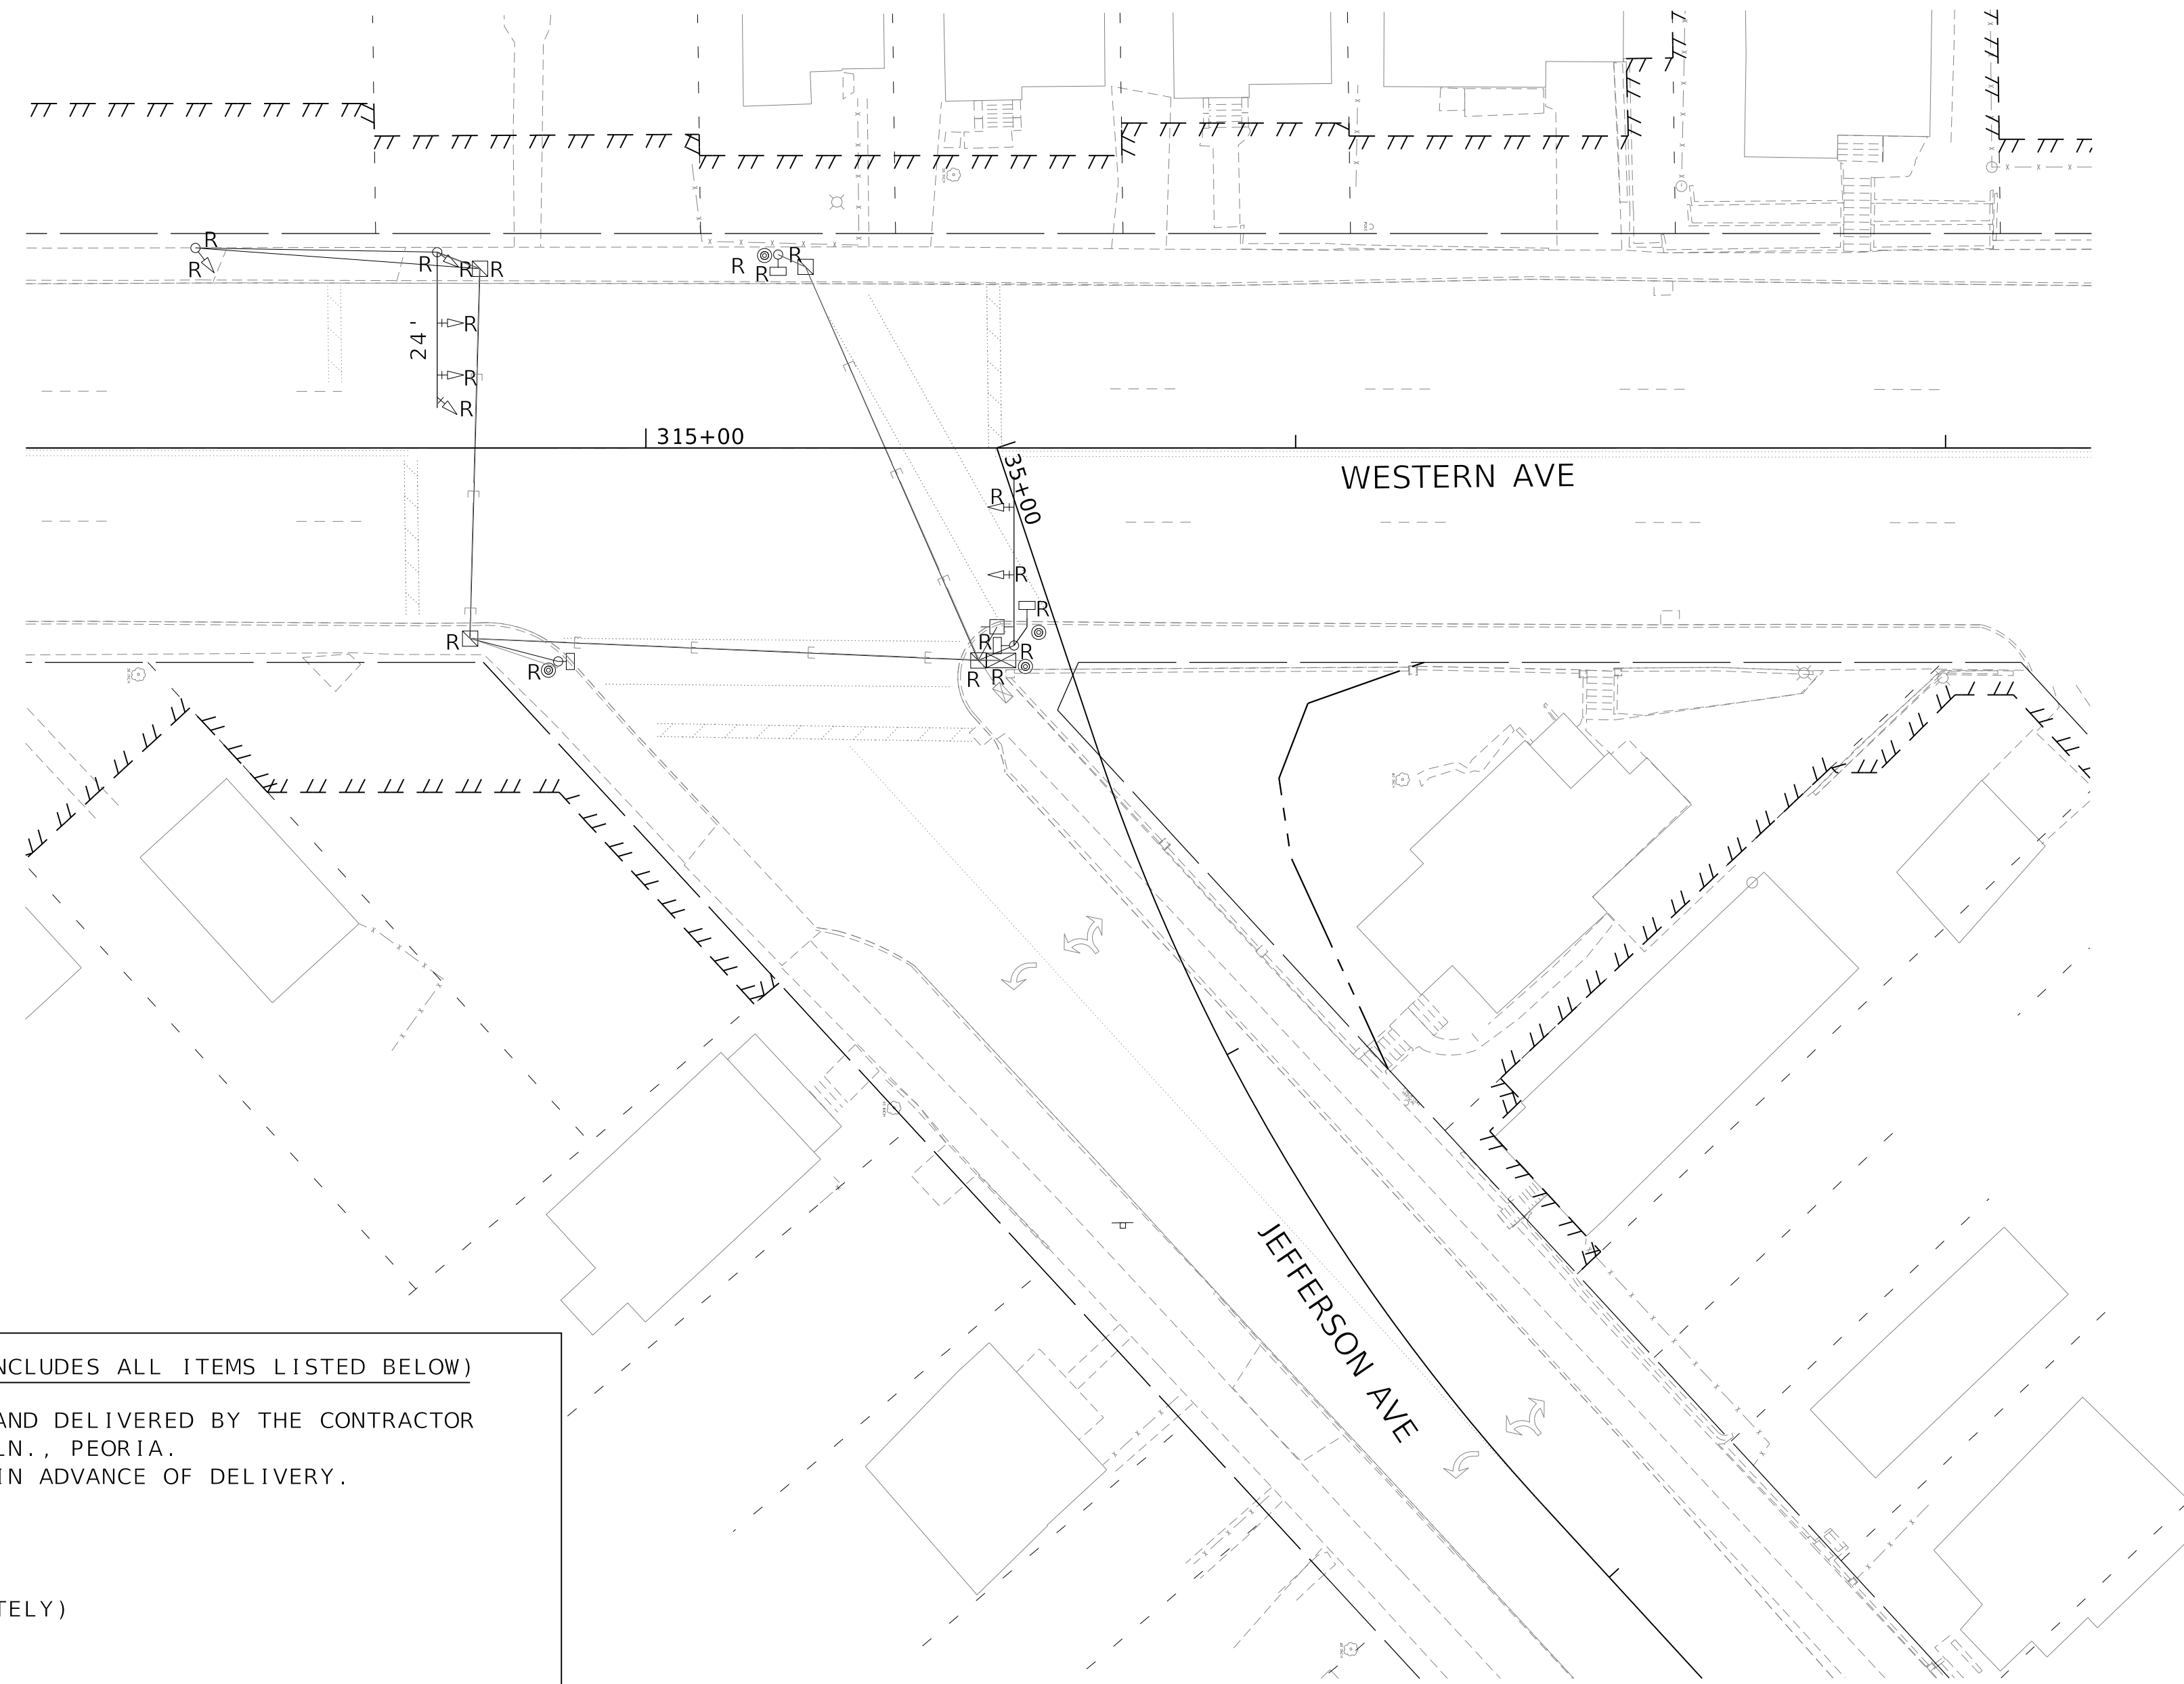 R
R
R
R
R
R
R
R
24'
R
R
R
315+00
WESTERN AVE
35+00
R
R
R
R
R
R
R
R
R
JEFFERSON AVE
NCLUDES ALL ITEMS LISTED BELOW)
AND DELIVERED BY THE CONTRACTOR
LN., PEORIA.
IN ADVANCE OF DELIVERY.
TELY)